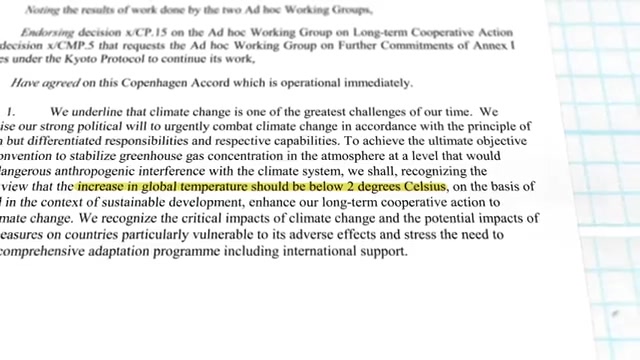 Noting the results of work done by the two Ad hoc Working Groups,
Endorsing decision x/CP.15 on the Ad hoc Working Group on Long-term Cooperative Action
decision x/CMP.5 that requests the Ad hoc Working Group on Further Commitments of Annex I
es under the Kyoto Protocol to continue its work,
Have agreed on this Copenhagen Accord which is operational immediately.
1. We underline that climate change is one of the greatest challenges of our time. We
ise our strong political will to urgently combat climate change in accordance with the principle of
n but differentiated responsibilities and respective capabilities. To achieve the ultimate objective
onvention to stabilize greenhouse gas concentration in the atmosphere at a level that would
dangerous anthropogenic interference with the climate system, we shall, recognizing the
view that the increase in global temperature should be below 2 degrees Celsius, on the basis of
d in the context of sustainable development, enhance our long-term cooperative action to
mate change. We recognize the critical impacts of climate change and the potential impacts of
easures on countries particularly vulnerable to its adverse effects and stress the need to
comprehensive adaptation programme including international support.